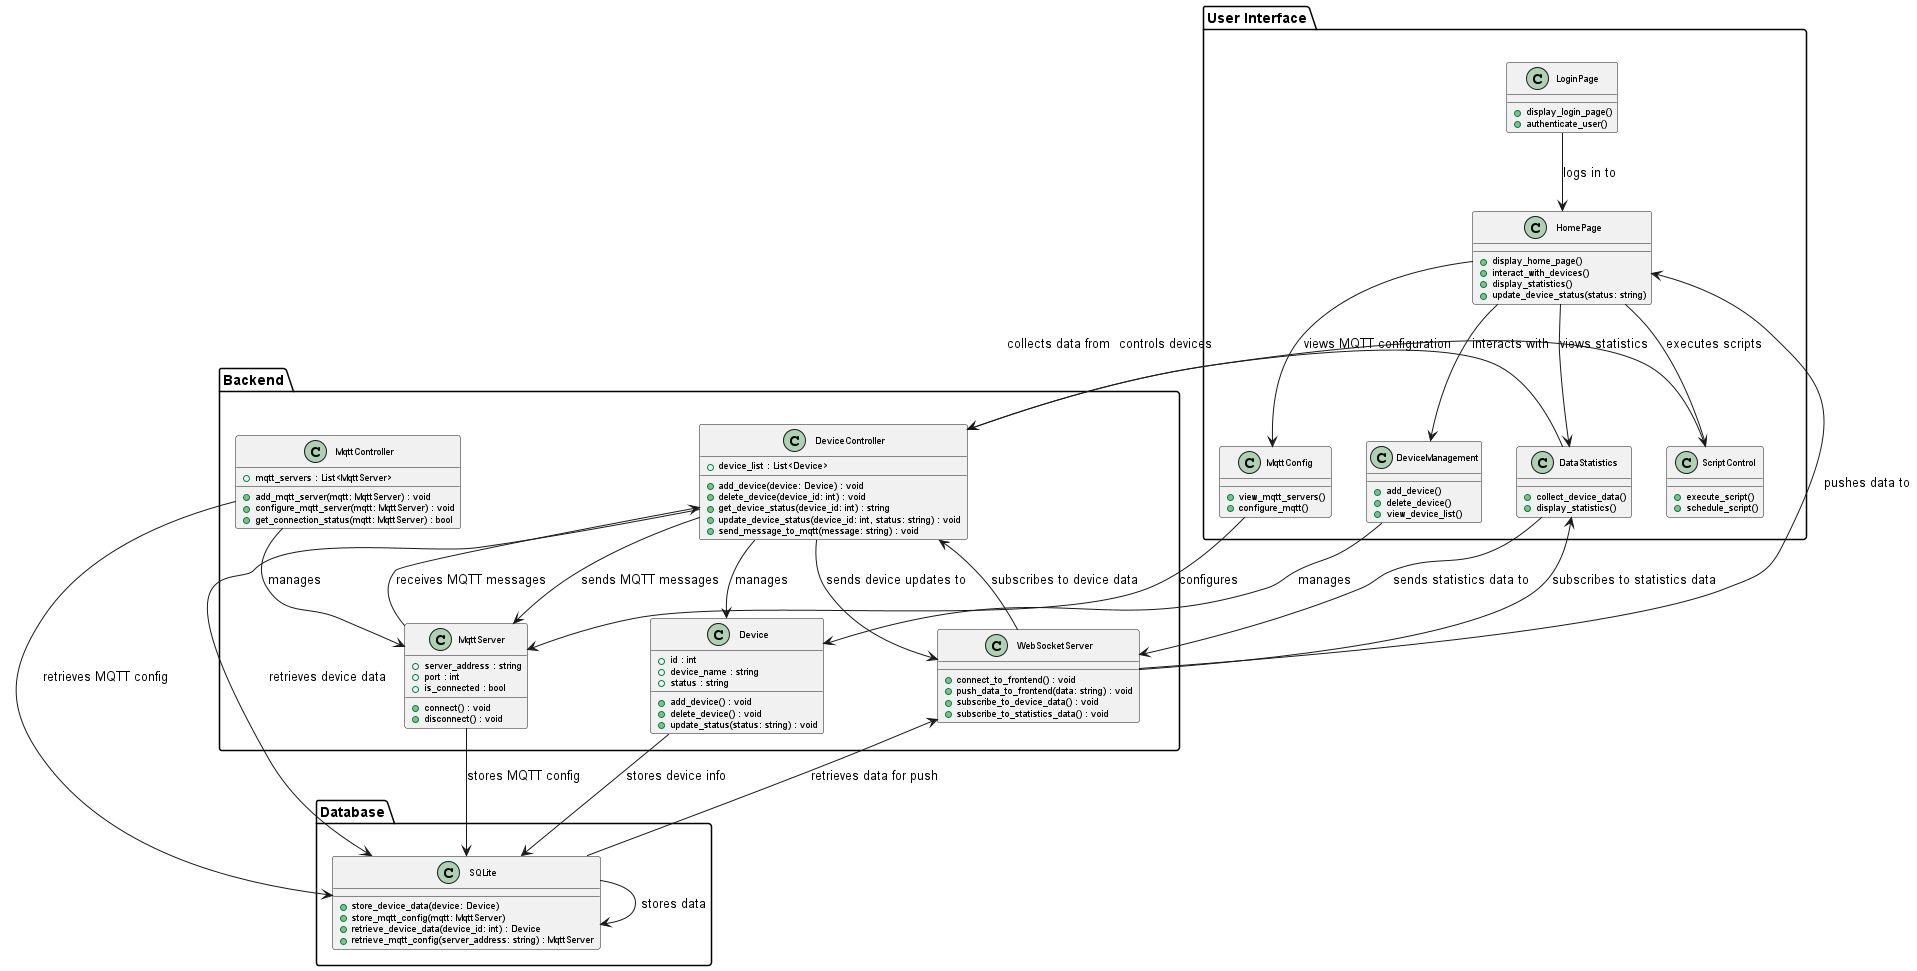 User Interface
C LoginPage
display_login_page()
authenticate_user()
logs in to
C HomePage
display_home_page()
interact_with_devices()
display_statistics()
update_device_status(status: string)
collects data from
controls devices
views MQTT configuration
interacts with
views statistics
executes scripts
Backend
C MqttController
mqtt_servers : List<MqttServer>
add_mqtt_server(mqtt: MqttServer) : void
configure_mqtt_server(mqtt: MqttServer) : void
get_connection_status(mqtt: MqttServer) : bool
C DeviceController
device_list : List<Device>
add_device(device: Device) : void
delete_device(device_id: int) : void
get_device_status(device_id: int) : string
update_device_status(device_id: int, status: string) : void
send_message_to_mqtt(message: string) : void
C MqttConfig
view_mqtt_servers()
configure_mqtt()
C DeviceManagement
add_device()
delete_device()
view_device_list()
C DataStatistics
collect_device_data()
display_statistics()
C ScriptControl
execute_script()
schedule_script()
pushes data to
manages
receives MQTT messages
sends MQTT messages
manages
sends device updates to
subscribes to device data
configures
manages
sends statistics data to
subscribes to statistics data
C MqttServer
server_address : string
port : int
is_connected : bool
connect() : void
disconnect() : void
C Device
id : int
device_name : string
status : string
add_device() : void
delete_device() : void
update_status(status: string) : void
C WebSocketServer
connect_to_frontend() : void
push_data_to_frontend(data: string) : void
subscribe_to_device_data() : void
subscribe_to_statistics_data() : void
retrieves MQTT config
retrieves device data
stores MQTT config
stores device info
retrieves data for push
Database
C SQLite
store_device_data(device: Device)
store_mqtt_config(mqtt: MqttServer)
retrieve_device_data(device_id: int) : Device
retrieve_mqtt_config(server_address: string) : MqttServer
stores data